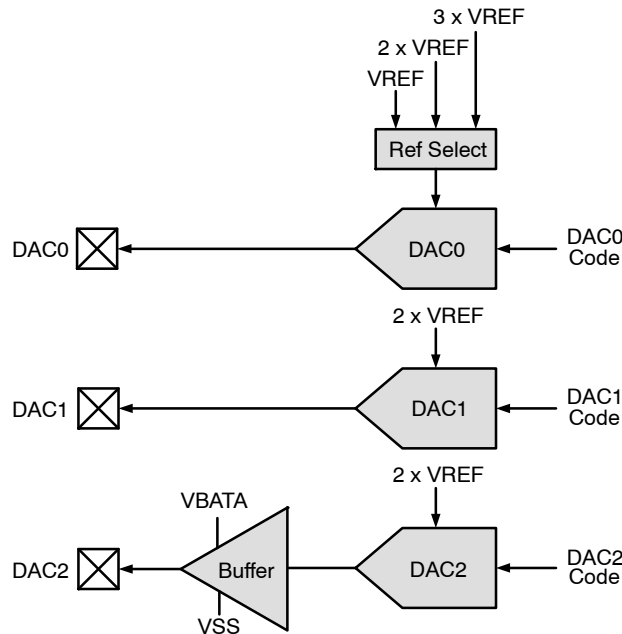 3 x VREF
2 x VREF
VREF
Ref Select
DAC0
DAC0
DAC0
Code
2 x VREF
DAC1
DAC1
DAC1
Code
2 x VREF
VBATA
DAC2
Buffer
DAC2
DAC2
Code
VSS